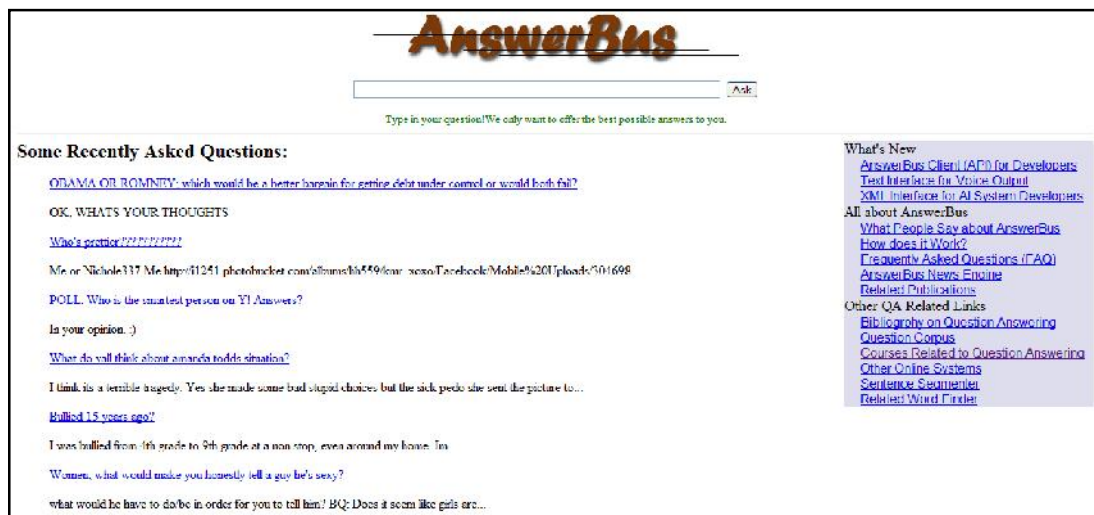 AnswerBus
Ask
Type in your question!We only want to offer the best possible answers to you.
Some Recently Asked Questions:
OBAMA OR ROMNEY: which would be a better bargain for getting debt under control or would both fail?
OK, WHATS YOUR THOUGHTS
Who's prettier??????????
Me or Nichole337 Me:http://i1251.photobucket.com/albums/hh559/kmr_xoxo/Facebook/Mobile%20Uploads/304698
POLL: Who is the smartest person on Y! Answers?
In your opinion. :)
What do yall think about amanda todds situation?
I think its a terrible tragedy. Yes she made some bad stupid choices but the sick pedo she sent the picture to...
Bullied 15 years ago?
I was bullied from 4th grade to 9th grade at a non stop, even around my home. Im
Women, what would make you honestly tell a guy he's sexy?
what would he have to do/be in order for you to tell him? BQ: Does it seem like girls are...
What's New
AnswerBus Client (API) for Developers
Text Interface for Voice Output
XML Interface for AI System Developers
All about AnswerBus
What People Say about AnswerBus
How does it Work?
Frequently Asked Questions (FAQ)
AnswerBus News Engine
Related Publications
Other QA Related Links
Bibliogrphy on Question Answering
Question Corpus
Courses Related to Question Answering
Other Online Systems
Sentence Segmenter
Related Word Finder